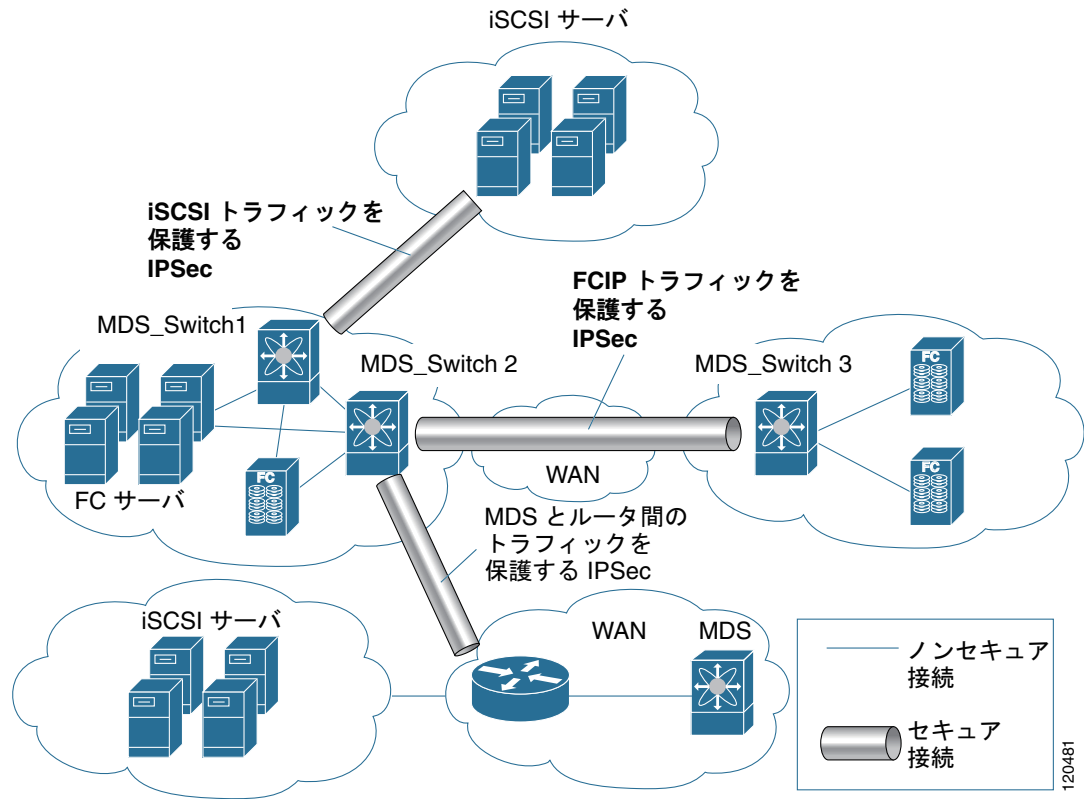 iSCSI サーバ
iSCSI トラフィックを
保護する
IPSec
FCIP トラフィックを
保護する
IPSec
MDS_Switch1
MDS_Switch 2
MDS_Switch 3
FC
FC
FC
FC サーバ
WAN
MDS とルータ間の
トラフィックを
保護する IPSec
iSCSI サーバ
WAN
MDS
ノンセキュア
接続
セキュア
接続
120481